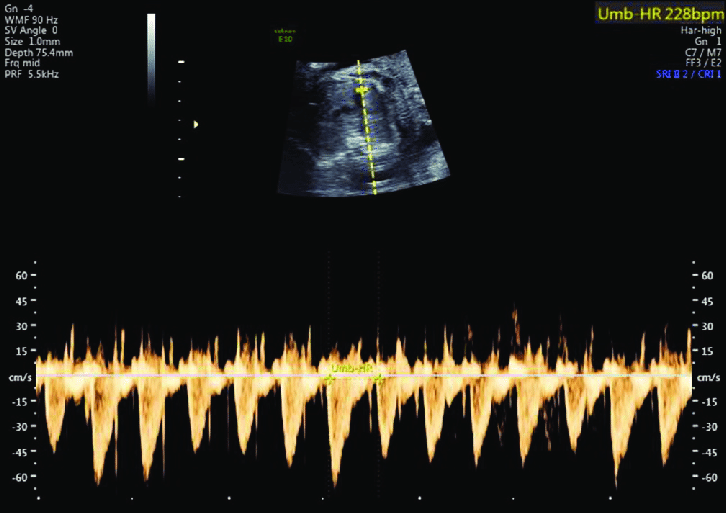 Gn -4
WMF 90 Hz
SV Angle 0
Size 1.0mm
Depth 75.4mm
Frq mid
PRF 5.5kHz
Umb-HR 228bpm
Har-high
Gn 1
C7 / M7
FF3 / E2
SRI II 2 / CRI 1
60
45
30
15
cm/s
-15
-30
-45
-60
Umb-HR
60
45
30
15
cm/s
-15
-30
-45
-60